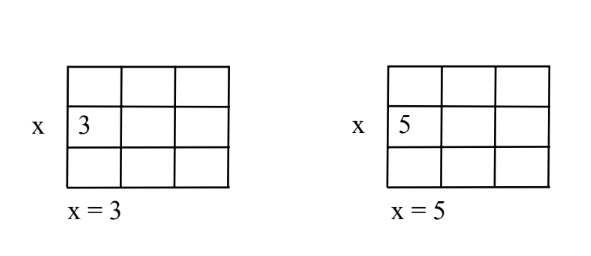 x 3
x = 3
x 5
x = 5